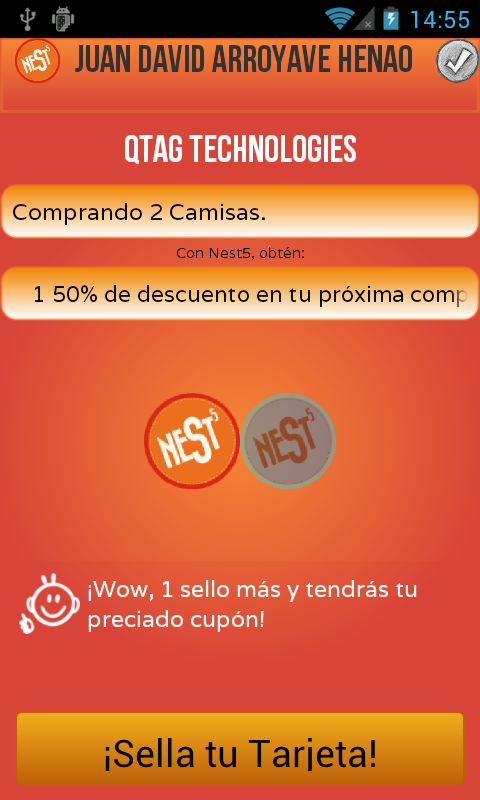 14:55
NEST5 JUAN DAVID ARROYAVE HENAO
QTAG TECHNOLOGIES
Comprando 2 Camisas.
Con Nest5, obtén:
1 50% de descuento en tu próxima comp
NEST5 NEST5
¡Wow, 1 sello más y tendrás tu
preciado cupón!
¡Sella tu Tarjeta!